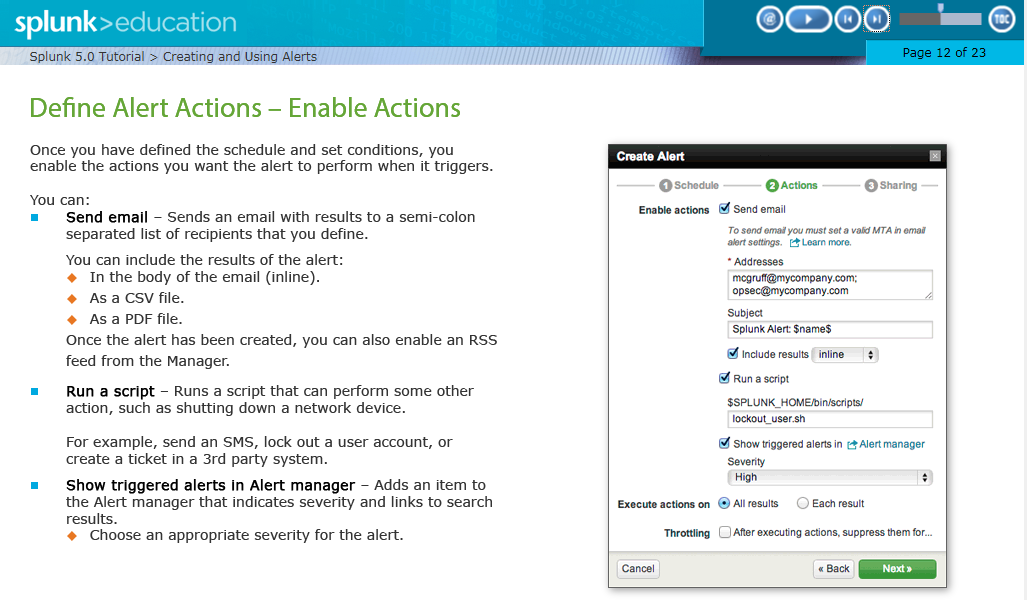 splunk>education
TOC
Splunk 5.0 Tutorial > Creating and Using Alerts
Page 12 of 23
Define Alert Actions – Enable Actions
Once you have defined the schedule and set conditions, you
enable the actions you want the alert to perform when it triggers.
You can:
Send email – Sends an email with results to a semi-colon
separated list of recipients that you define.
You can include the results of the alert:
In the body of the email (inline).
As a CSV file.
As a PDF file.
Once the alert has been created, you can also enable an RSS
feed from the Manager.
Run a script – Runs a script that can perform some other
action, such as shutting down a network device.
For example, send an SMS, lock out a user account, or
create a ticket in a 3rd party system.
Show triggered alerts in Alert manager – Adds an item to
the Alert manager that indicates severity and links to search
results.
Choose an appropriate severity for the alert.
Create Alert
1 Schedule 2 Actions 3 Sharing
Enable actions Send email
To send email you must set a valid MTA in email
alert settings. Learn more.
* Addresses
mcgruff@mycompany.com;
opsec@mycompany.com
Subject
Splunk Alert: $name$
Include results inline
Run a script
$SPLUNK_HOME/bin/scripts/
lockout_user.sh
Show triggered alerts in Alert manager
Severity
High
Execute actions on All results Each result
Throttling After executing actions, suppress them for...
Cancel « Back Next »